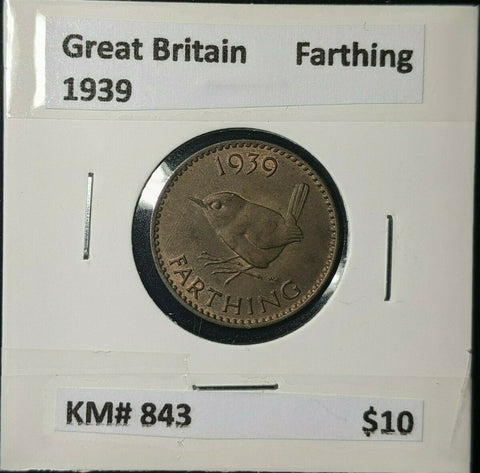 Great Britain Farthing
1939
1939
FARTHING
KM# 843 $10